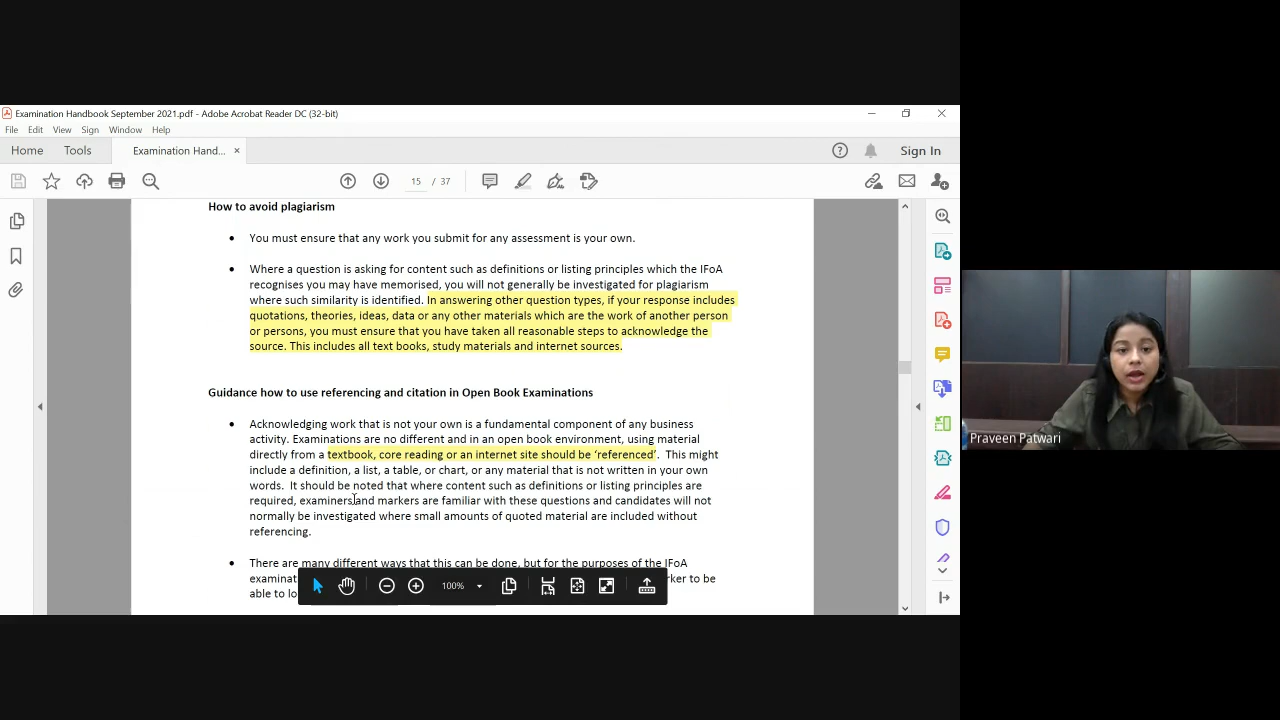 Examination Handbook September 2021.pdf - Adobe Acrobat Reader DC (32-bit)
File Edit View Sign Window Help
Home Tools Examination Hand... × Sign In
15 / 37
How to avoid plagiarism
• You must ensure that any work you submit for any assessment is your own.
• Where a question is asking for content such as definitions or listing principles which the IFoA
recognises you may have memorised, you will not generally be investigated for plagiarism
where such similarity is identified. In answering other question types, if your response includes
quotations, theories, ideas, data or any other materials which are the work of another person
or persons, you must ensure that you have taken all reasonable steps to acknowledge the
source. This includes all text books, study materials and internet sources.
Guidance how to use referencing and citation in Open Book Examinations
• Acknowledging work that is not your own is a fundamental component of any business
activity. Examinations are no different and in an open book environment, using material
directly from a textbook, core reading or an internet site should be ‘referenced’. This might
include a definition, a list, a table, or chart, or any material that is not written in your own
words. It should be noted that where content such as definitions or listing principles are
required, examiners and markers are familiar with these questions and candidates will not
normally be investigated where small amounts of quoted material are included without
referencing.
• There are many different ways that this can be done, but for the purposes of the IFoA
examinat
rker to be
able to lo
100%
Praveen Patwari